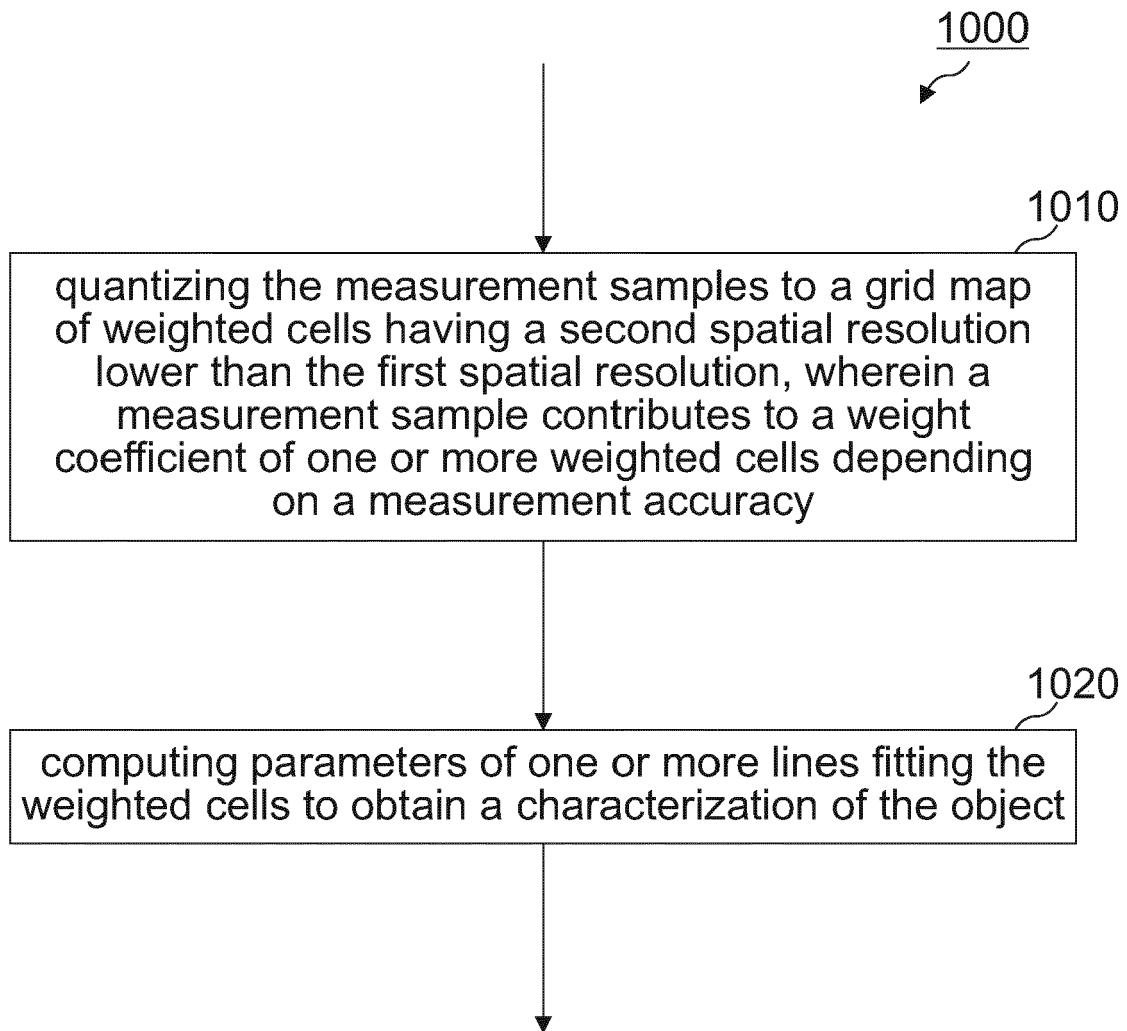 1000
1010
quantizing the measurement samples to a grid map
of weighted cells having a second spatial resolution
lower than the first spatial resolution, wherein a
measurement sample contributes to a weight
coefficient of one or more weighted cells depending
on a measurement accuracy
1020
computing parameters of one or more lines fitting the
weighted cells to obtain a characterization of the object